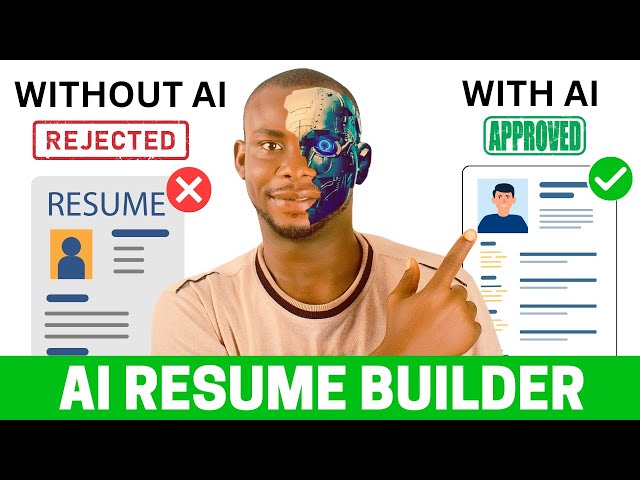 WITHOUT AI
REJECTED
RESUME
WITH AI
APPROVED
AI RESUME BUILDER